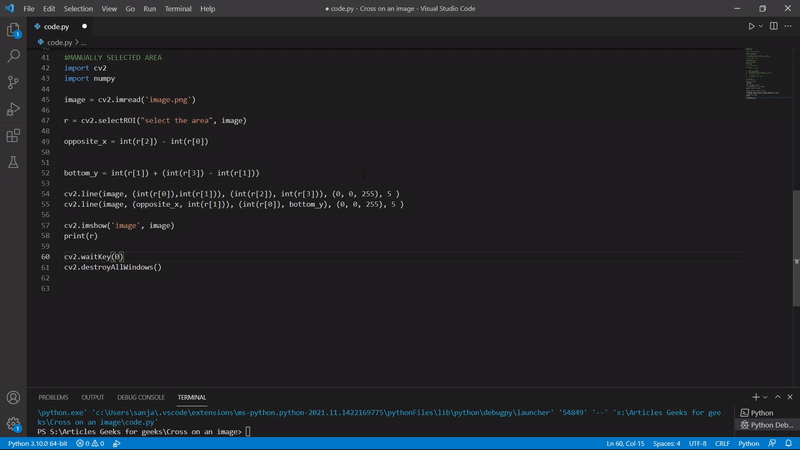 File Edit Selection View Go Run Terminal Help
● code.py - Cross on an image - Visual Studio Code
code.py ●
code.py > ...
41 #MANUALLY SELECTED AREA
42 import cv2
43 import numpy
44
45 image = cv2.imread('image.png')
46
47 r = cv2.selectROI("select the area", image)
48
49 opposite_x = int(r[2]) - int(r[0])
50
51
52 bottom_y = int(r[1]) + (int(r[3]) - int(r[1]))
53
54 cv2.line(image, (int(r[0]),int(r[1])), (int(r[2]), int(r[3])), (0, 0, 255), 5 )
55 cv2.line(image, (opposite_x, int(r[1])), (int(r[0]), bottom_y), (0, 0, 255), 5 )
56
57 cv2.imshow('image', image)
58 print(r)
59
60 cv2.waitKey(0)
61 cv2.destroyAllWindows()
62
63
PROBLEMS OUTPUT DEBUG CONSOLE TERMINAL
\python.exe' 'c:\Users\sanja\.vscode\extensions\ms-python.python-2021.11.1422169775\pythonFiles\lib\python\debugpy\launcher' '54849' '--' 's:\Articles Geeks for gee
ks\Cross on an image\code.py'
PS S:\Articles Geeks for geeks\Cross on an image>
Python
Python Deb...
Python 3.10.0 64-bit 0 0 Ln 60, Col 15 Spaces: 4 UTF-8 CRLF Python